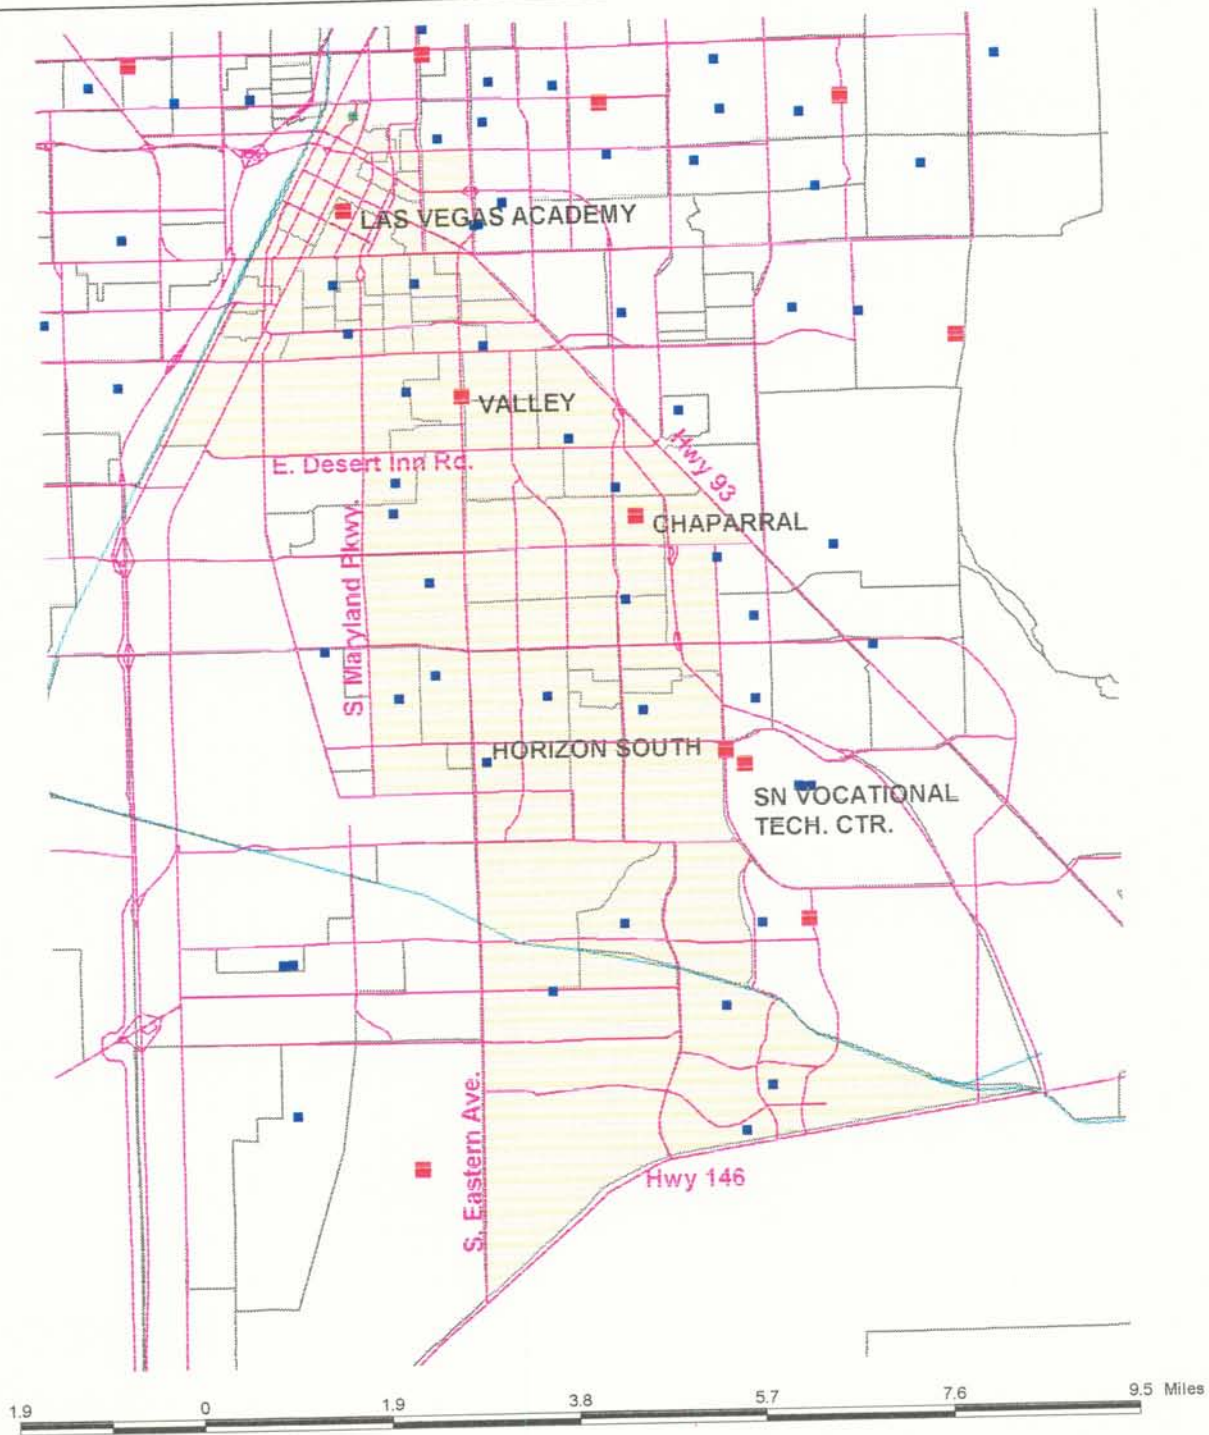 LAS VEGAS ACADEMY
VALLEY
E. Desert Inn Rd.
Hwy 93
CHAPARRAL
S. Maryland Pkwy.
HORIZON SOUTH
SN VOCATIONAL
TECH. CTR.
S. Eastern Ave.
Hwy 146
1.9 0 1.9 3.8 5.7 7.6 9.5 Miles